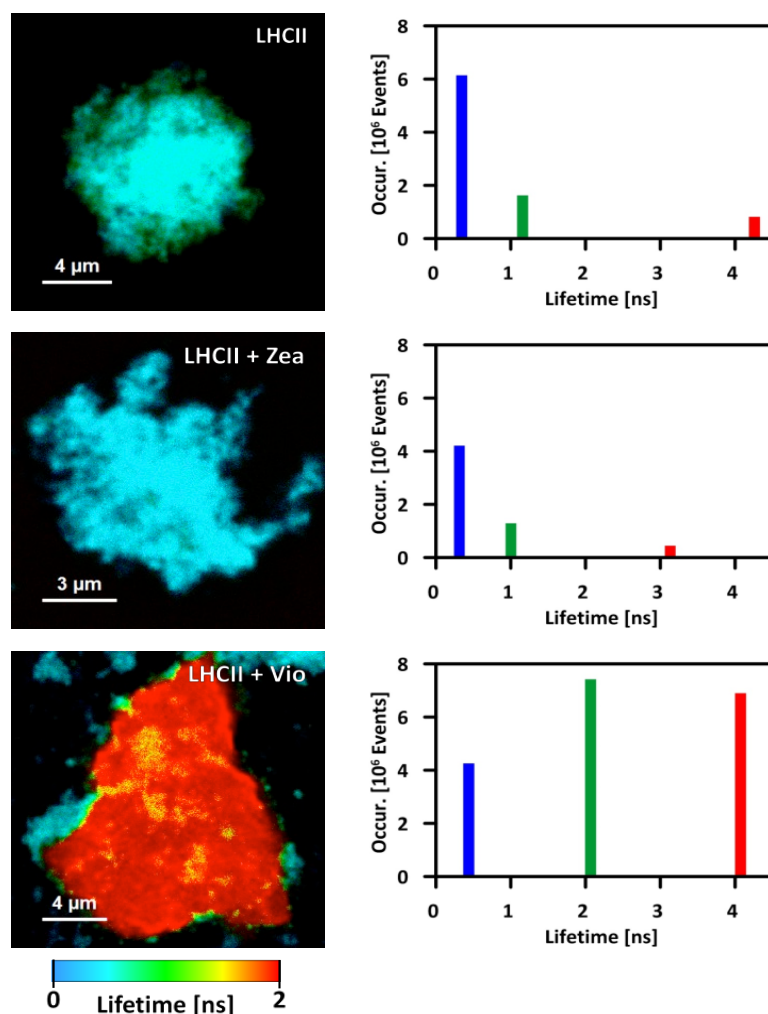 LHCII
4 µm
8
6
4
2
0
Occur. [10⁶ Events]
0 1 2 3 4
Lifetime [ns]
LHCII + Zea
3 µm
8
6
4
2
0
Occur. [10⁶ Events]
0 1 2 3 4
Lifetime [ns]
LHCII + Vio
4 µm
8
6
4
2
0
Occur. [10⁶ Events]
0 1 2 3 4
Lifetime [ns]
0 Lifetime [ns] 2